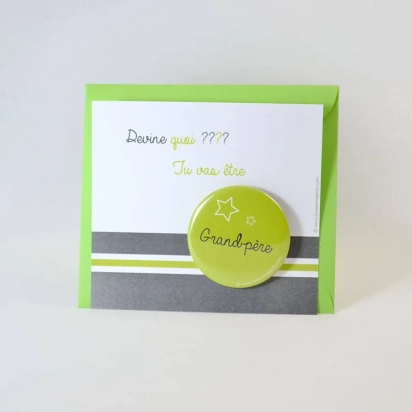 Devine quoi ????
Tu vas être
Grand-père